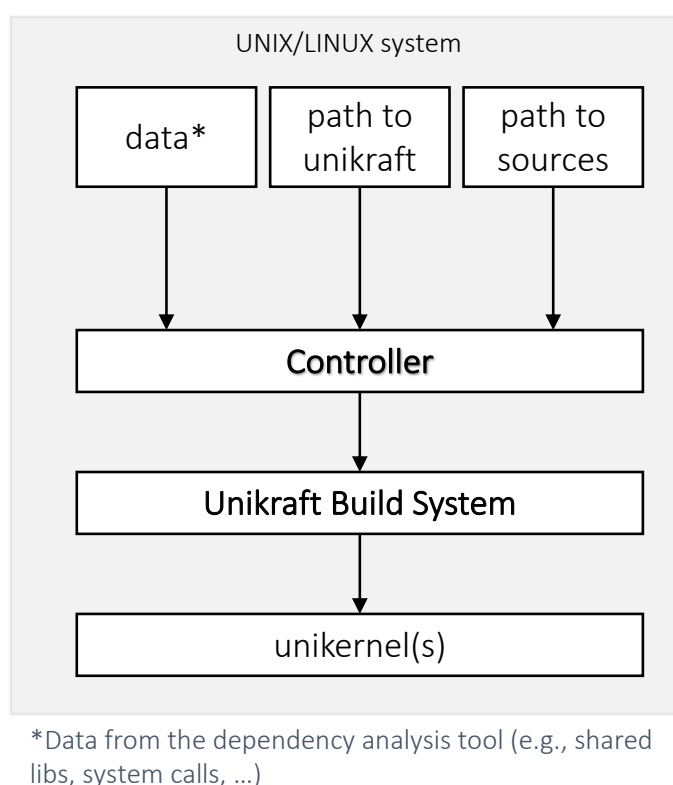 UNIX/LINUX system
data*
path to
unikraft
path to
sources
Controller
Unikraft Build System
unikernel(s)
*Data from the dependency analysis tool (e.g., shared
libs, system calls, …)